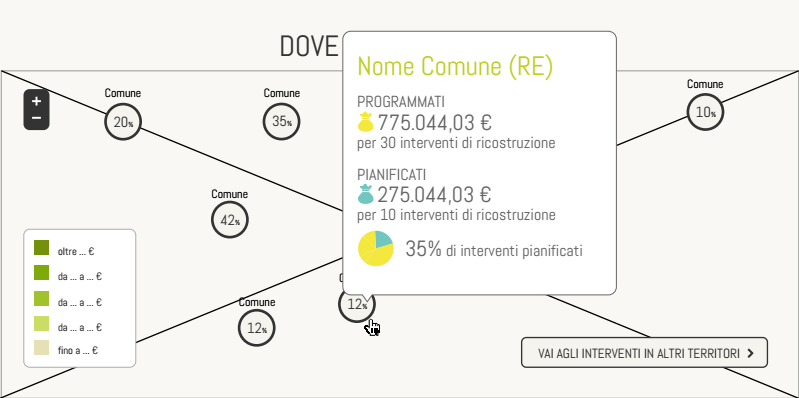 DOVE
Nome Comune (RE)
PROGRAMMATI
775.044,03 €
per 30 interventi di ricostruzione
PIANIFICATI
275.044,03 €
per 10 interventi di ricostruzione
35% di interventi pianificati
+
−
Comune
20%
Comune
35%
Comune
10%
Comune
42%
Comune
12%
12%
oltre ... €
da ... a ... €
da ... a ... €
da ... a ... €
fino a ... €
VAI AGLI INTERVENTI IN ALTRI TERRITORI